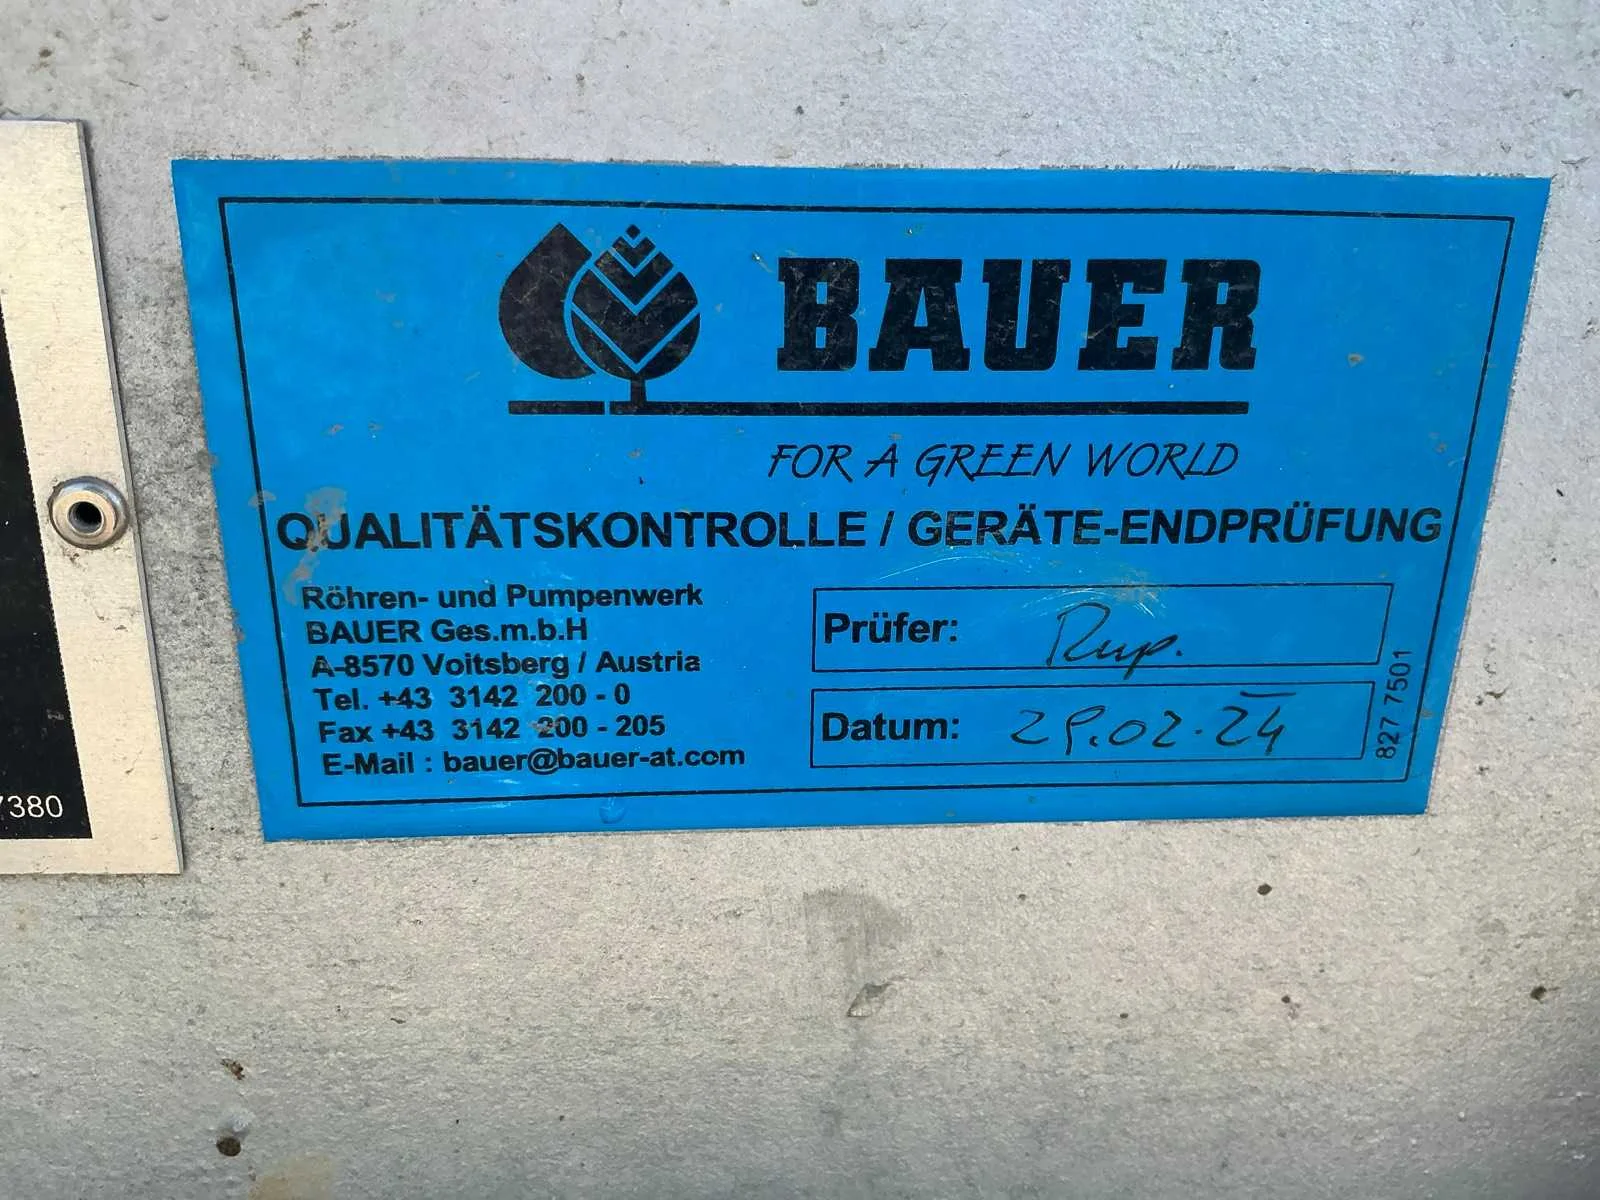 BAUER
FOR A GREEN WORLD
QUALITÄTSKONTROLLE / GERÄTE-ENDPRÜFUNG
Röhren- und Pumpenwerk
BAUER Ges.m.b.H
A-8570 Voitsberg / Austria
Tel. +43 3142 200 - 0
Fax +43 3142 200 - 205
E-Mail : bauer@bauer-at.com
Prüfer: Rup.
Datum: 29.02.24
827 7501
7380